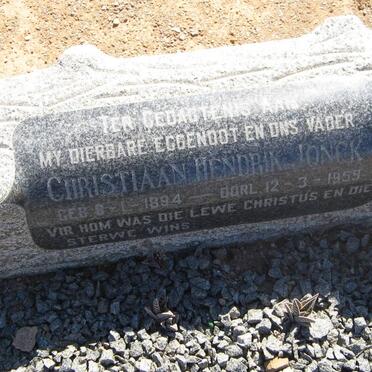 TER GEDAGTENIS AAN
MY DIERBARE EGGENOOT EN ONS VADER
CHRISTIAAN HENDRIK JONCK
GEB 8-1-1894 — OORL 12-3-1959
VIR HOM WAS DIE LEWE CHRISTUS EN DIE
STERWE WINS